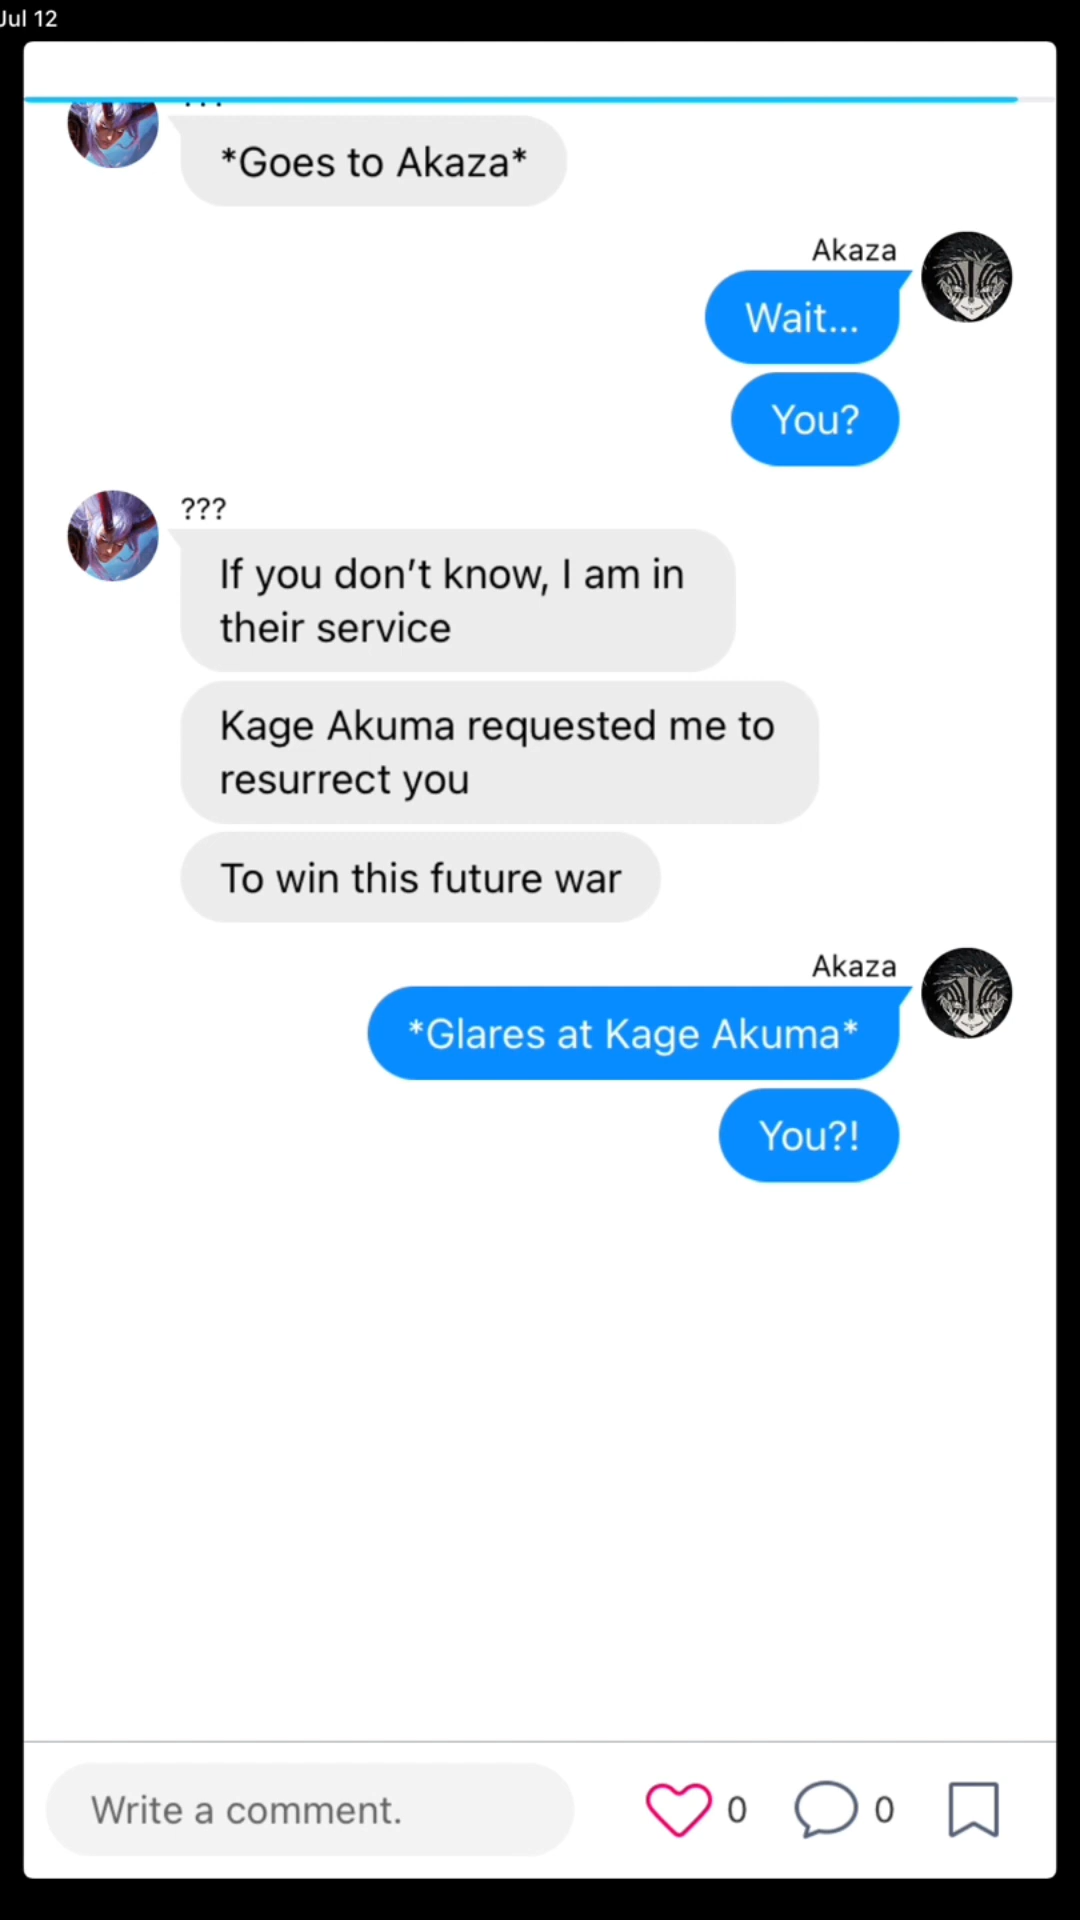 Jul 12
*Goes to Akaza*
Akaza
Wait...
You?
???
If you don’t know, I am in
their service
Kage Akuma requested me to
resurrect you
To win this future war
Akaza
*Glares at Kage Akuma*
You?!
Write a comment.
0
0